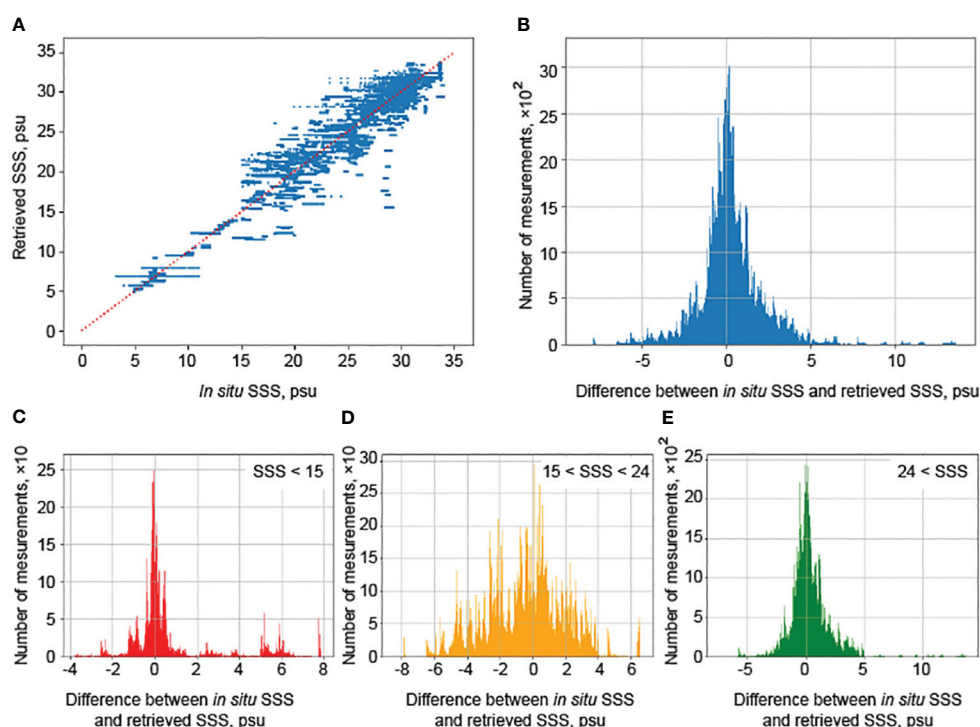 A
B
35
30
25
20
15
10
5
0
Retrieved SSS, psu
0 5 10 15 20 25 30 35
In situ SSS, psu
30
25
20
15
10
5
0
Number of mesurements, ×10²
-5 0 5 10
Difference between in situ SSS and retrieved SSS, psu
C
D
E
25
20
15
10
5
0
Number of mesurements, ×10
SSS < 15
-4 -2 0 2 4 6 8
Difference between in situ SSS
and retrieved SSS, psu
30
25
20
15
10
5
0
Number of mesurements, ×10
15 < SSS < 24
-8 -6 -4 -2 0 2 4 6
Difference between in situ SSS
and retrieved SSS, psu
25
20
15
10
5
0
Number of mesurements, ×10²
24 < SSS
-5 0 5 10
Difference between in situ SSS
and retrieved SSS, psu